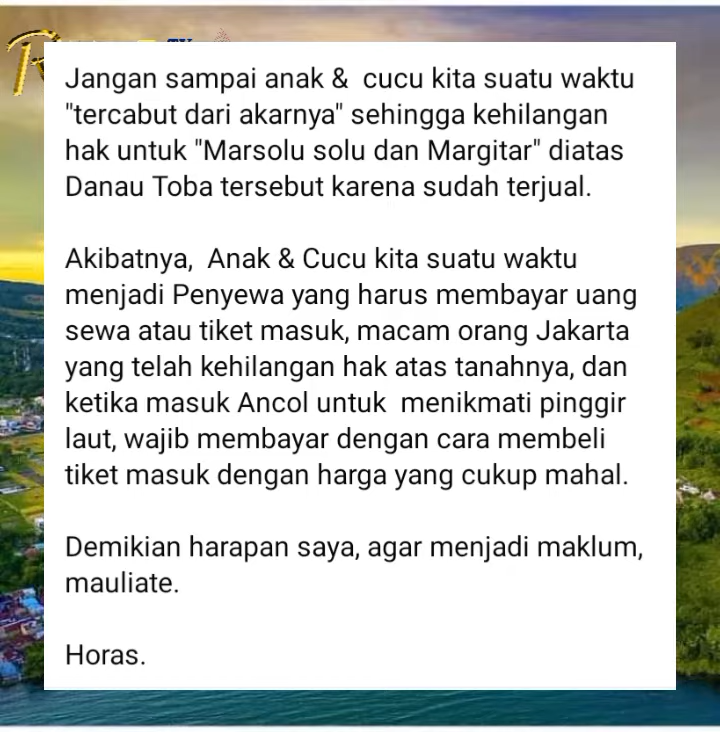 Jangan sampai anak &  cucu kita suatu waktu
"tercabut dari akarnya" sehingga kehilangan
hak untuk "Marsolu solu dan Margitar" diatas
Danau Toba tersebut karena sudah terjual.
Akibatnya,  Anak & Cucu kita suatu waktu
menjadi Penyewa yang harus membayar uang
sewa atau tiket masuk, macam orang Jakarta
yang telah kehilangan hak atas tanahnya, dan
ketika masuk Ancol untuk  menikmati pinggir
laut, wajib membayar dengan cara membeli
tiket masuk dengan harga yang cukup mahal.
Demikian harapan saya, agar menjadi maklum,
mauliate.
Horas.